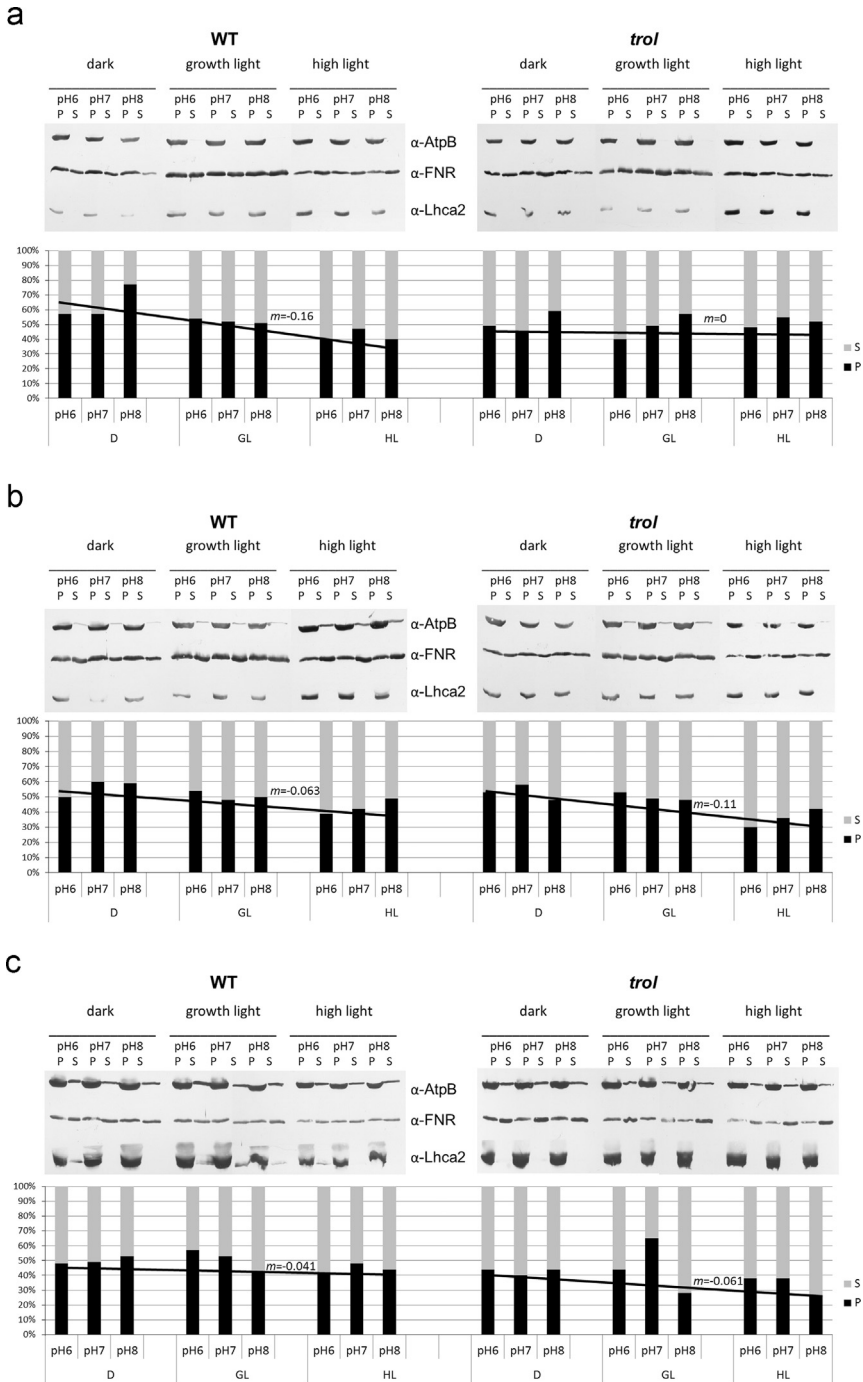 a
WT trol
dark growth light high light dark growth light high light
pH6 pH7 pH8 pH6 pH7 pH8 pH6 pH7 pH8 pH6 pH7 pH8 pH6 pH7 pH8 pH6 pH7 pH8
P S P S P S P S P S P S P S P S P S P S P S P S P S P S P S P S P S P S
α-AtpB
α-FNR
α-Lhca2
100%
90%
80%
70%
60%
50%
40%
30%
20%
10%
0%
m=-0.16 m=0
S
P
pH6 pH7 pH8 pH6 pH7 pH8 pH6 pH7 pH8 pH6 pH7 pH8 pH6 pH7 pH8 pH6 pH7 pH8
D GL HL D GL HL
b
WT trol
dark growth light high light dark growth light high light
pH6 pH7 pH8 pH6 pH7 pH8 pH6 pH7 pH8 pH6 pH7 pH8 pH6 pH7 pH8 pH6 pH7 pH8
P S P S P S P S P S P S P S P S P S P S P S P S P S P S P S P S P S P S
α-AtpB
α-FNR
α-Lhca2
100%
90%
80%
70%
60%
50%
40%
30%
20%
10%
0%
m=-0.063 m=-0.11
S
P
pH6 pH7 pH8 pH6 pH7 pH8 pH6 pH7 pH8 pH6 pH7 pH8 pH6 pH7 pH8 pH6 pH7 pH8
D GL HL D GL HL
c
WT trol
dark growth light high light dark growth light high light
pH6 pH7 pH8 pH6 pH7 pH8 pH6 pH7 pH8 pH6 pH7 pH8 pH6 pH7 pH8 pH6 pH7 pH8
P S P S P S P S P S P S P S P S P S P S P S P S P S P S P S P S P S P S
α-AtpB
α-FNR
α-Lhca2
100%
90%
80%
70%
60%
50%
40%
30%
20%
10%
0%
m=-0.041 m=-0.061
S
P
pH6 pH7 pH8 pH6 pH7 pH8 pH6 pH7 pH8 pH6 pH7 pH8 pH6 pH7 pH8 pH6 pH7 pH8
D GL HL D GL HL